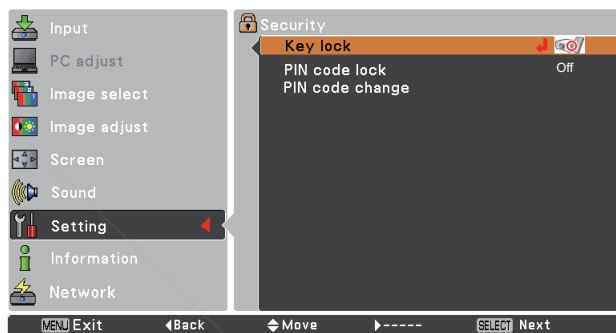 Input
PC adjust
Image select
Image adjust
Screen
Sound
Setting
Information
Network
Security
Key lock
PIN code lock Off
PIN code change
MENU Exit ◀Back ◆Move ▶----- SELECT Next